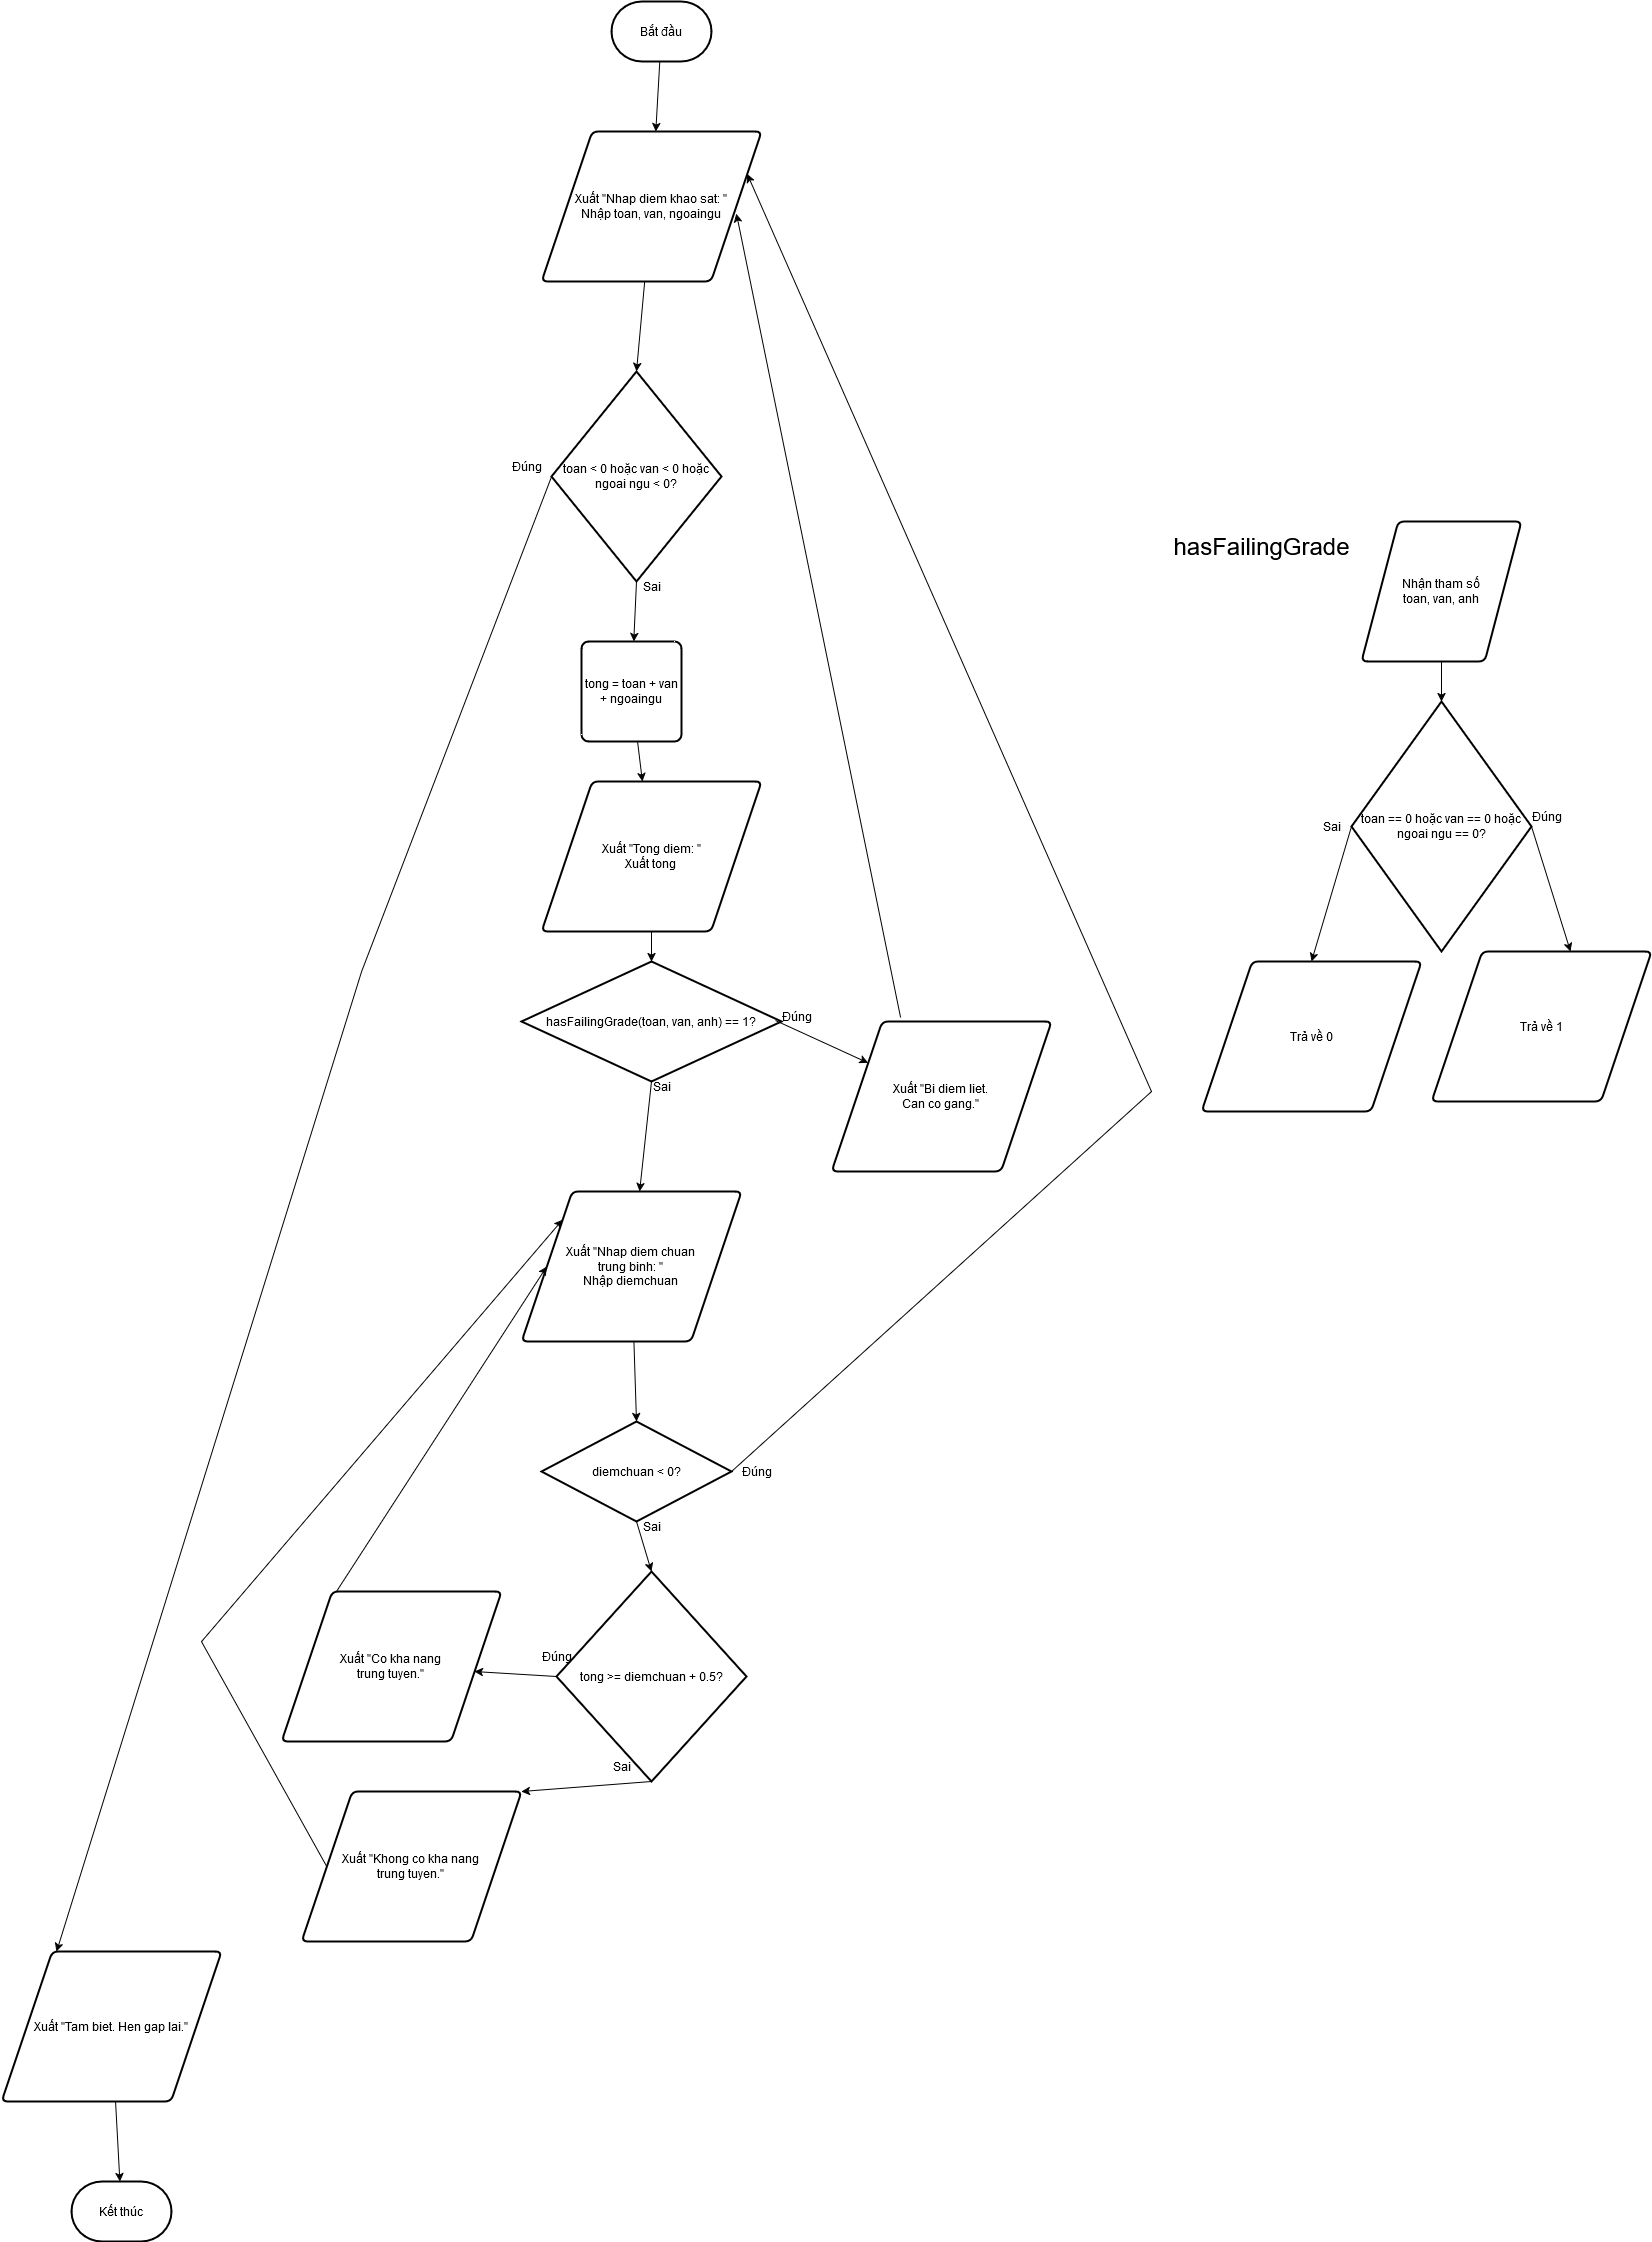 Bắt đầu
Xuất "Nhap diem khao sat: "
Nhập toan, van, ngoaingu
Đúng
toan < 0 hoặc van < 0 hoặc
ngoai ngu < 0?
Sai
tong = toan + van
+ ngoaingu
Xuất "Tong diem: "
Xuất tong
hasFailingGrade(toan, van, anh) == 1?
Đúng
Sai
Xuất "Bi diem liet.
Can co gang."
Xuất "Nhap diem chuan
trung binh: "
Nhập diemchuan
diemchuan < 0?
Đúng
Sai
tong >= diemchuan + 0.5?
Đúng
Xuất "Co kha nang
trung tuyen."
Sai
Xuất "Khong co kha nang
trung tuyen."
Xuất "Tam biet. Hen gap lai."
Kết thúc
hasFailingGrade
Nhận tham số
toan, van, anh
Sai
toan == 0 hoặc van == 0 hoặc
ngoai ngu == 0?
Đúng
Trả về 0
Trả về 1